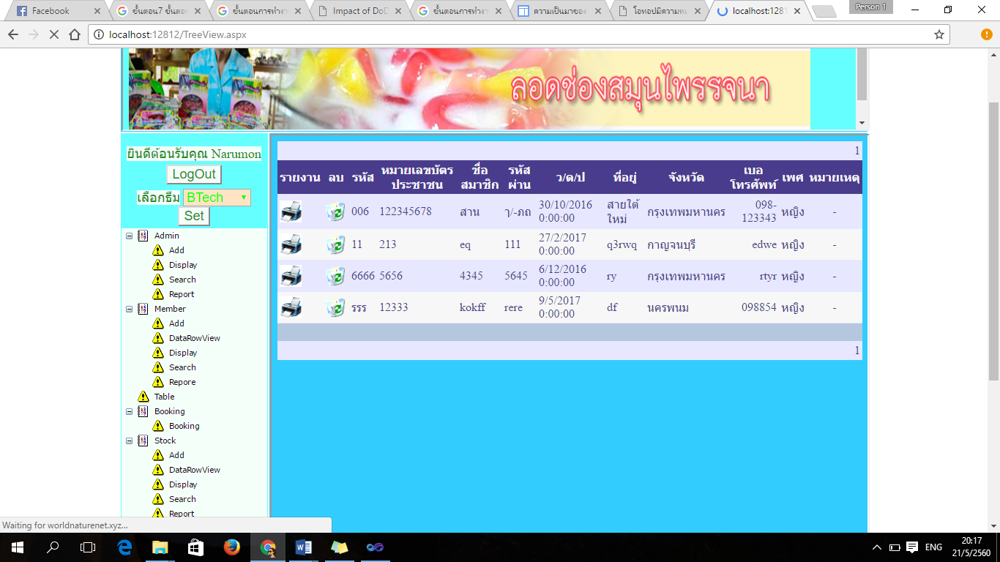 Facebook
ขั้นตอน7 ขั้นตอน
ขั้นตอนการทำงา
Impact of DoD
ขั้นตอนการทำงา
ความเป็นมาของ
โอทอปมีความหม
localhost:1281
Person 1
localhost:12812/TreeView.aspx
ลอดช่องสมุนไพรรจนา
ยินดีต้อนรับคุณ Narumon
LogOut
เลือกธีม BTech
Set
Admin
Add
Display
Search
Report
Member
Add
DataRowView
Display
Search
Repore
Table
Booking
Booking
Stock
Add
DataRowView
Display
Search
Report
1
รายงาน ลบ รหัส หมายเลขบัตรประชาชน ชื่อสมาชิก รหัสผ่าน ว/ด/ป ที่อยู่ จังหวัด เบอโทรศัพท์ เพศ หมายเหตุ
006 122345678 สาน ๅ/-ภถ 30/10/2016 0:00:00 สายใต้ใหม่ กรุงเทพมหานคร 098-123343 หญิง -
11 213 eq 111 27/2/2017 0:00:00 q3rwq กาญจนบุรี edwe หญิง -
6666 5656 4345 5645 6/12/2016 0:00:00 ry กรุงเทพมหานคร rtyr หญิง -
รรร 12333 kokff rere 9/5/2017 0:00:00 df นครพนม 098854 หญิง -
1
Waiting for worldnaturenet.xyz...
ENG
20:17
21/5/2560